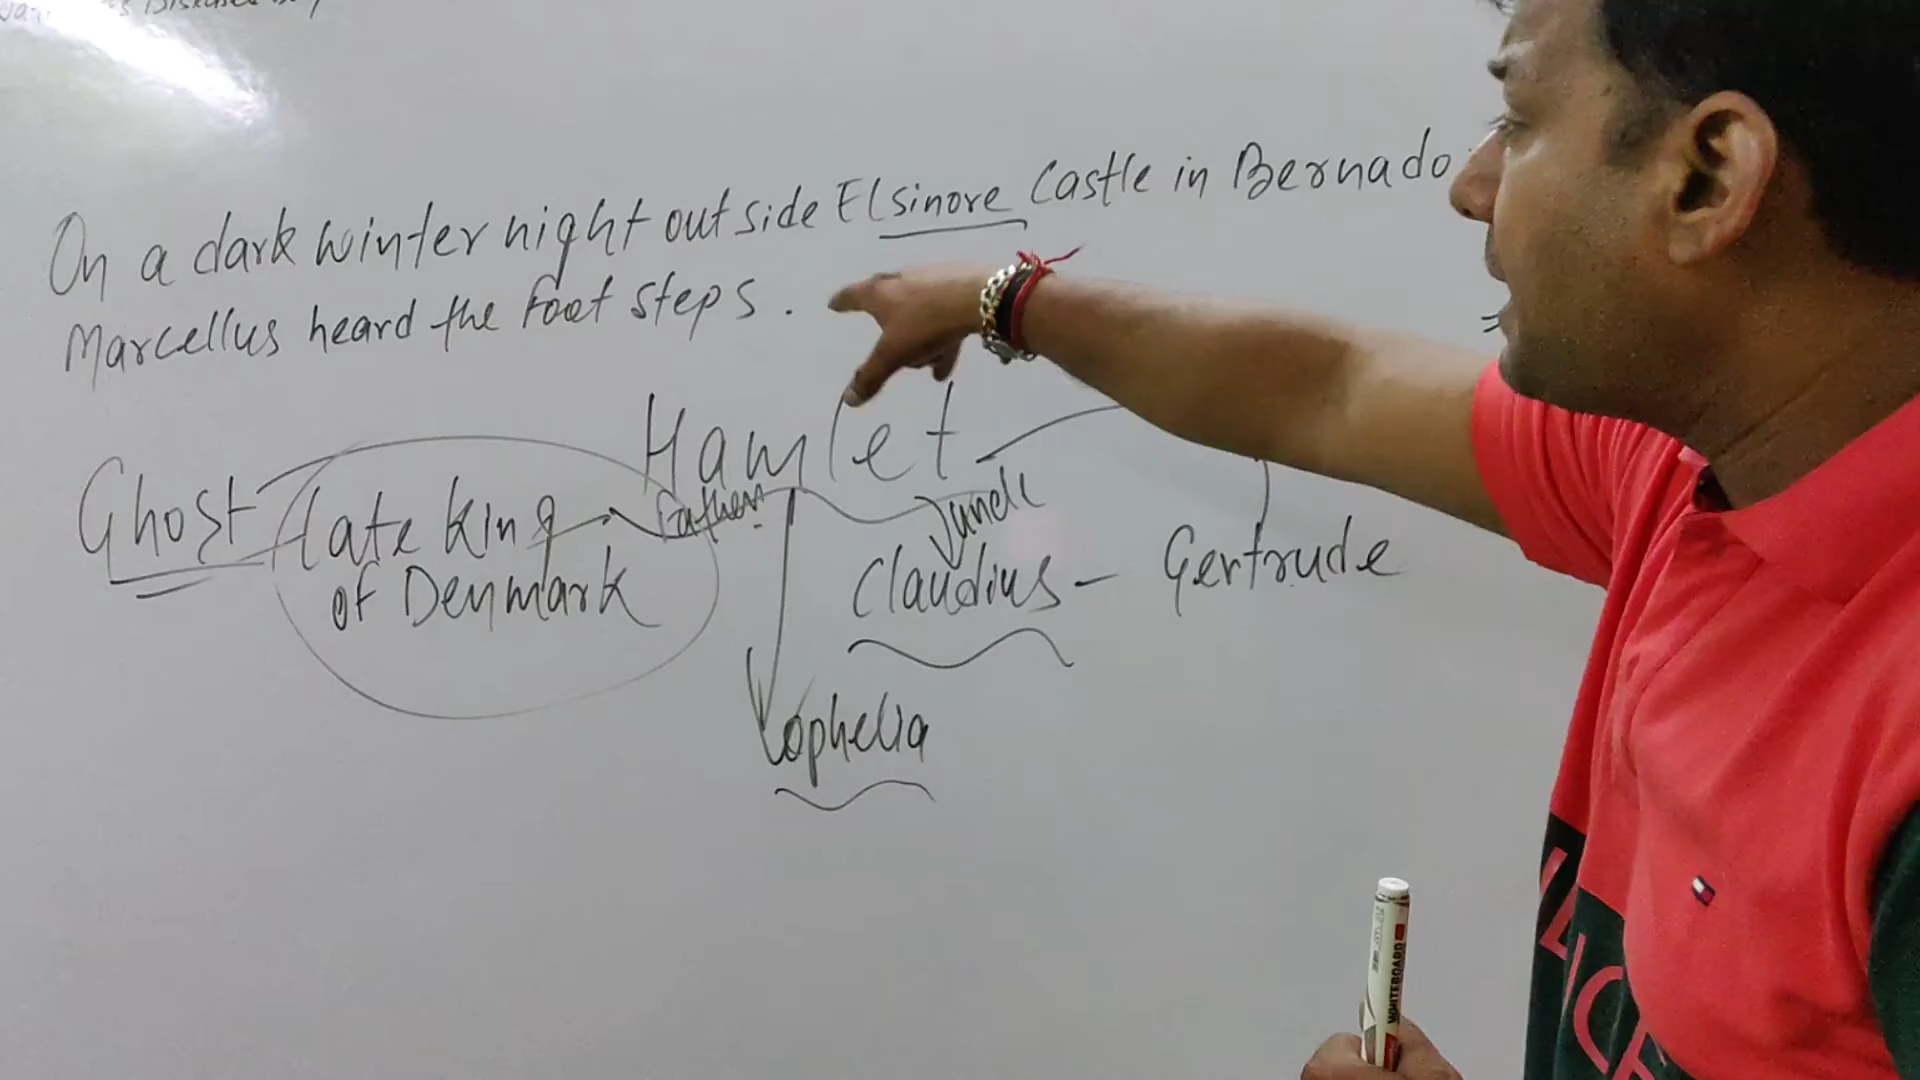 On a dark winter night outside Elsinore Castle in Bernado
Marcellus heard the foot steps.
Hamlet
Ghost late king father uncle
of Denmark Claudius - Gertrude
ophelia
WHITEBOARD